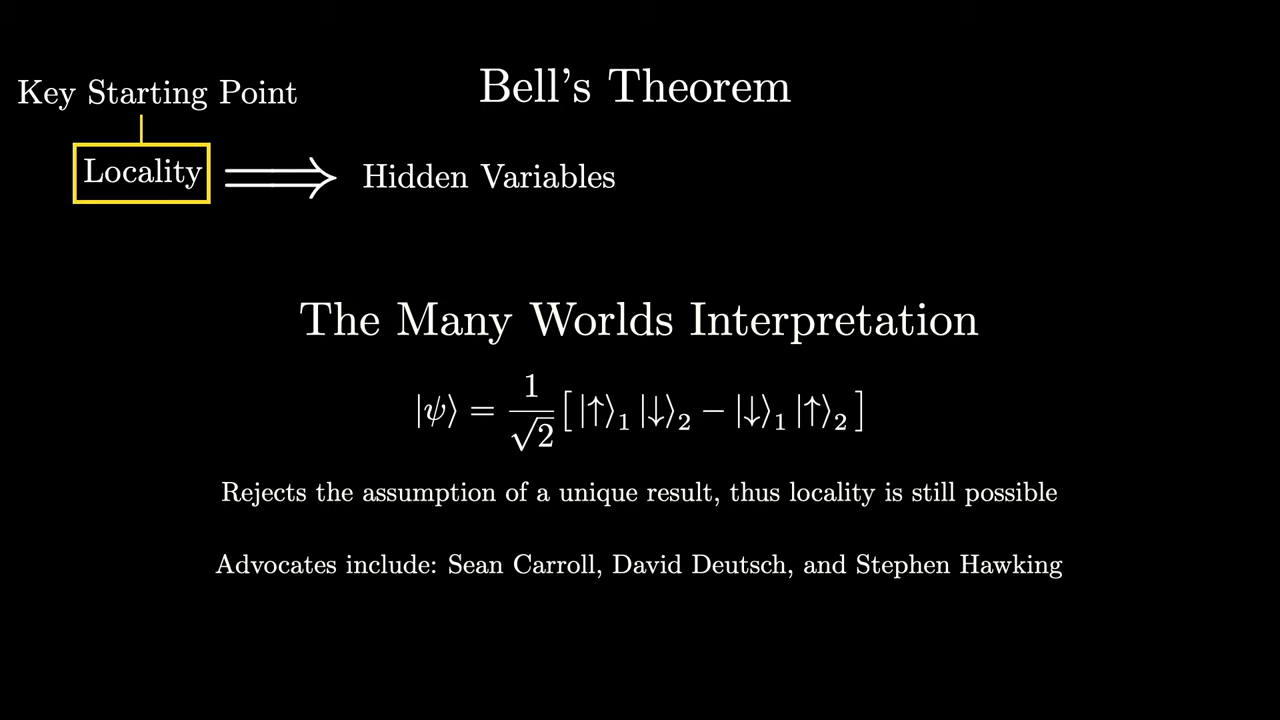 Bell's Theorem
Key Starting Point
Locality ⟹ Hidden Variables
The Many Worlds Interpretation
|ψ⟩ = 1/√2 [ |↑⟩₁ |↓⟩₂ − |↓⟩₁ |↑⟩₂ ]
Rejects the assumption of a unique result, thus locality is still possible
Advocates include: Sean Carroll, David Deutsch, and Stephen Hawking